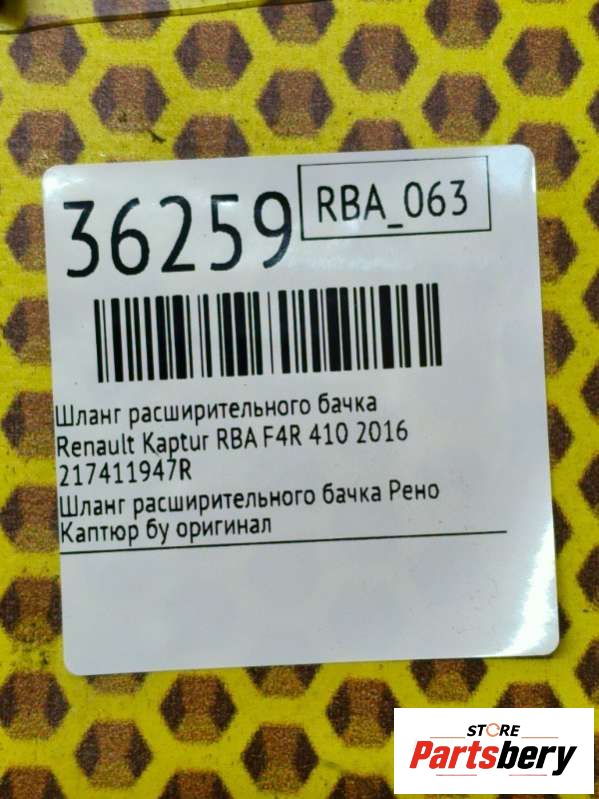 36259
RBA_063
Шланг расширительного бачка
Renault Kaptur RBA F4R 410 2016
217411947R
Шланг расширительного бачка Рено
Каптюр бу оригинал
STORE
Partsbery